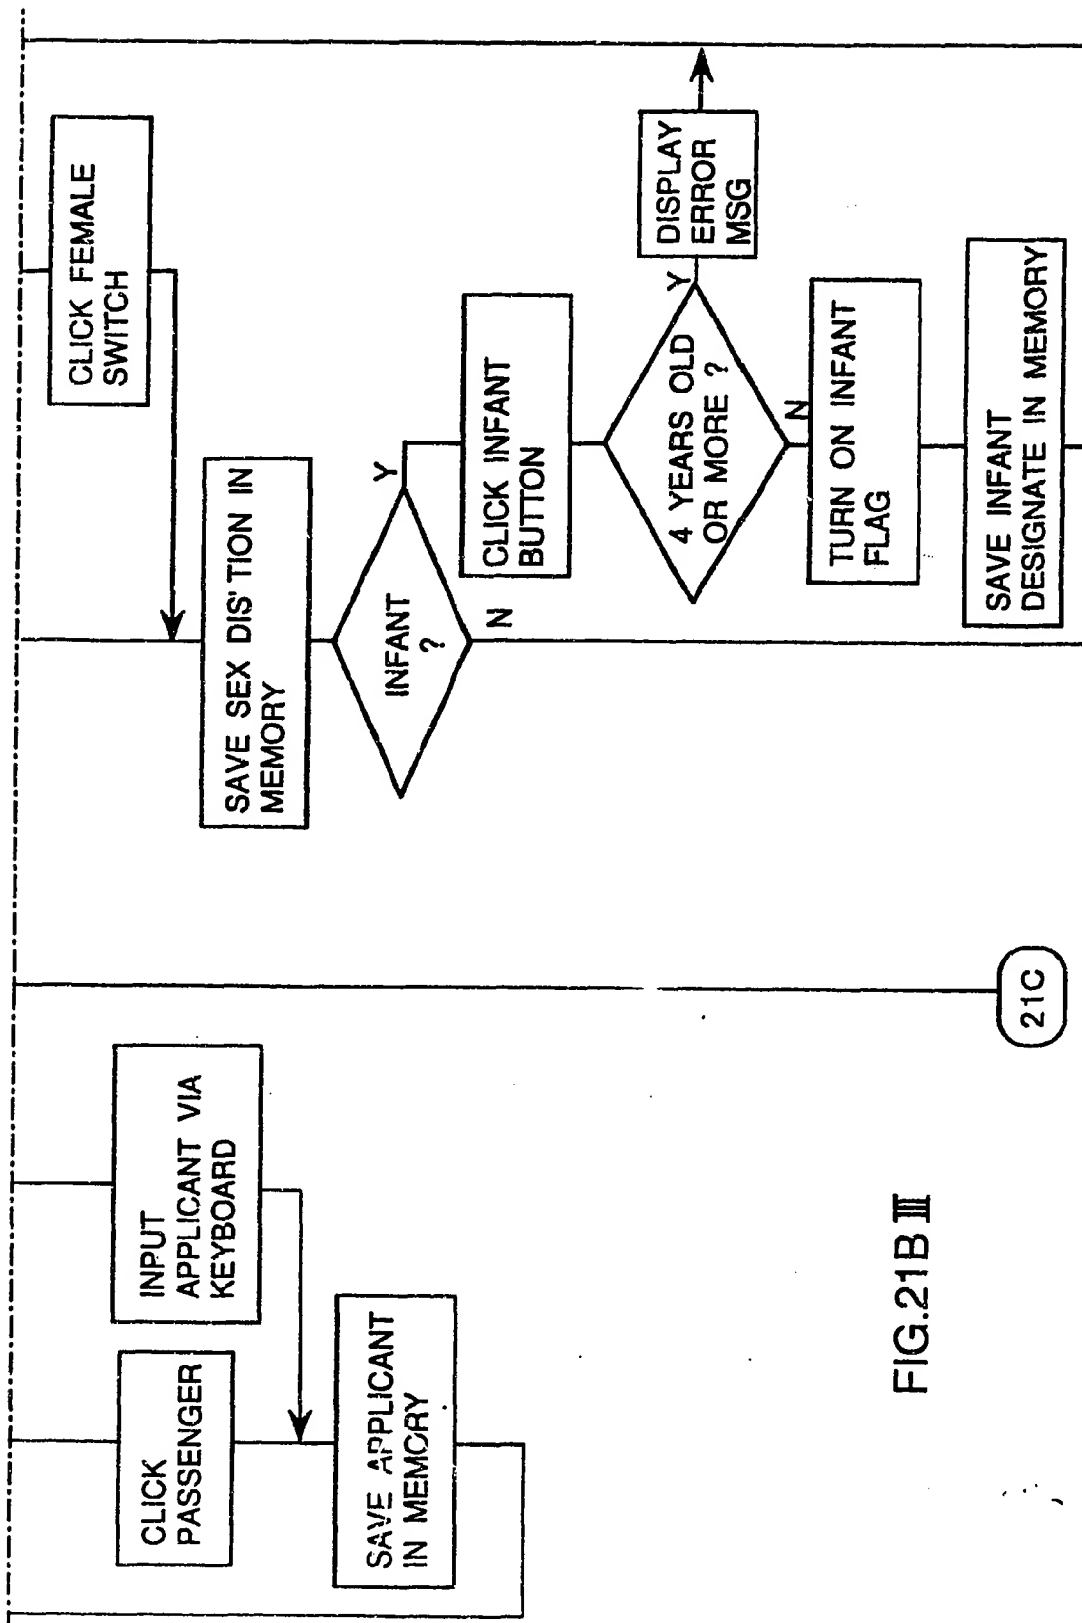 CLICK
PASSENGER
INPUT
APPLICANT VIA
KEYBOARD
SAVE APPLICANT
IN MEMORY
21C
CLICK FEMALE
SWITCH
SAVE SEX DIS'TION IN
MEMORY
INFANT
?
Y
N
CLICK INFANT
BUTTON
4 YEARS OLD
OR MORE ?
Y
N
DISPLAY
ERROR
MSG
TURN ON INFANT
FLAG
SAVE INFANT
DESIGNATE IN MEMORY
FIG.21B III